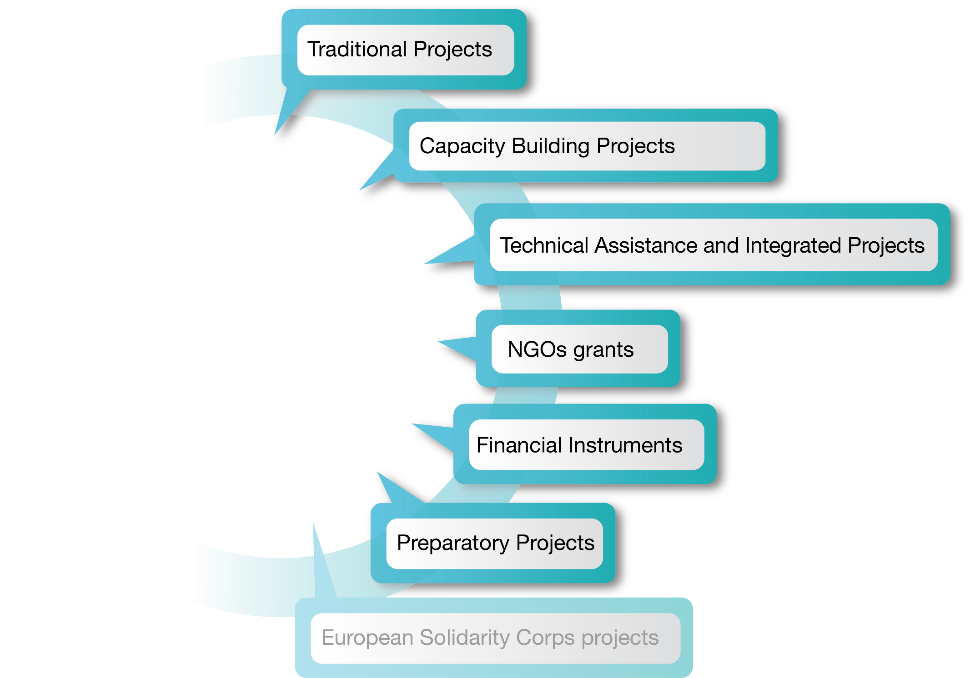 Traditional Projects
Capacity Building Projects
Technical Assistance and Integrated Projects
NGOs grants
Financial Instruments
Preparatory Projects
European Solidarity Corps projects